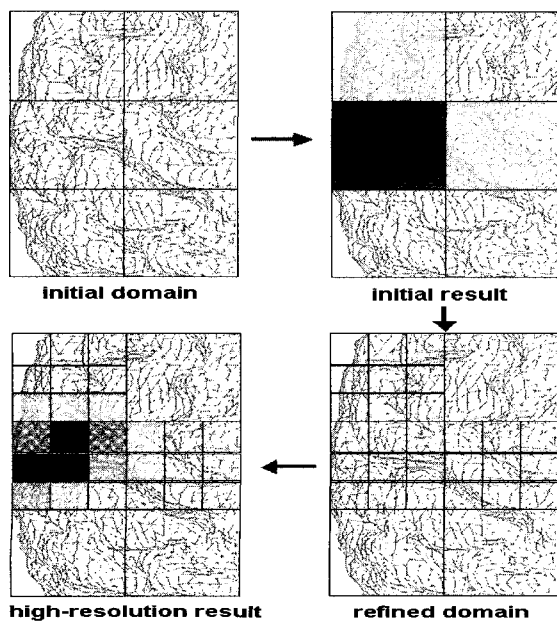 initial domain
initial result
high-resolution result
refined domain